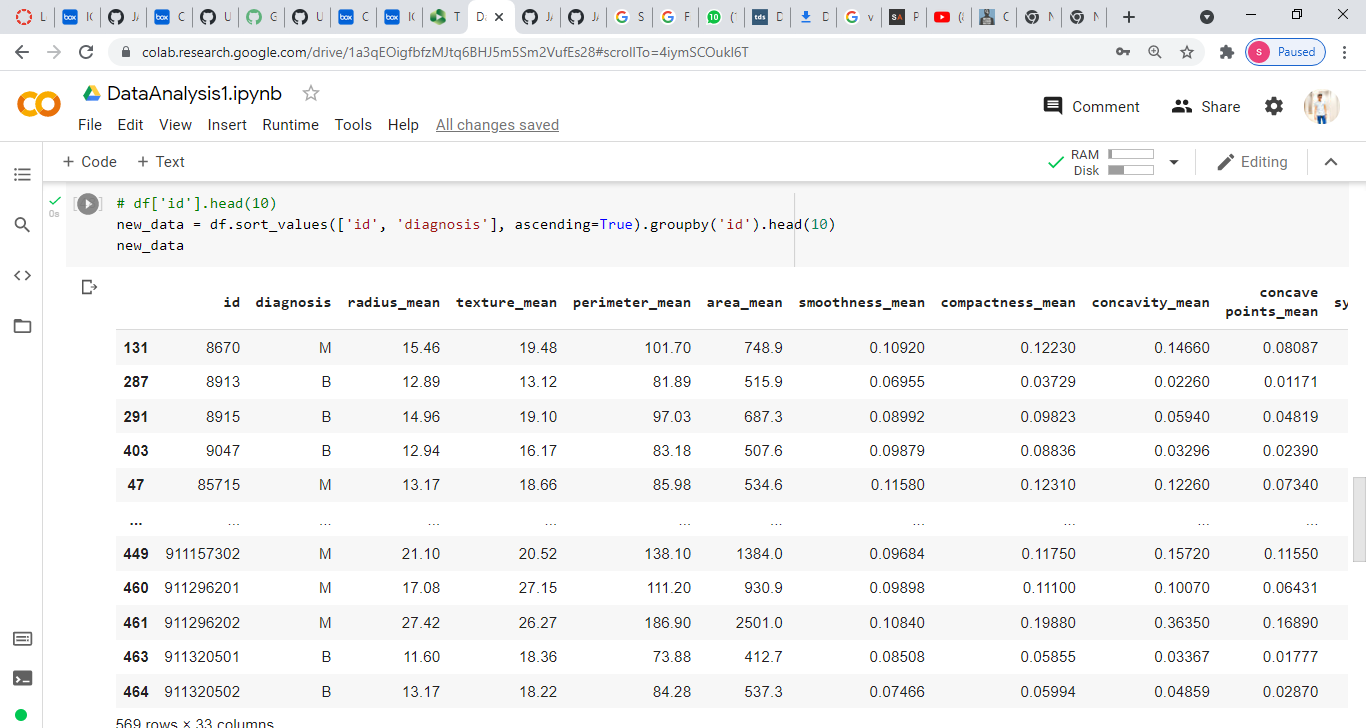 L
box
IC
J/
box
C
U
G
U
box
C
box
IC
T
Da
J/
J/
G S
G F
10 (
tds D
D
G v
SA P
(
C
N
N
colab.research.google.com/drive/1a3qEOigfbfzMJtq6BHJ5m5Sm2VufEs28#scrollTo=4iymSCOukI6T
S Paused
DataAnalysis1.ipynb
Comment Share
File Edit View Insert Runtime Tools Help All changes saved
+ Code + Text
RAM
Disk
Editing
0s
# df['id'].head(10)
new_data = df.sort_values(['id', 'diagnosis'], ascending=True).groupby('id').head(10)
new_data
id diagnosis radius_mean texture_mean perimeter_mean area_mean smoothness_mean compactness_mean concavity_mean concave points_mean sy
131 8670 M 15.46 19.48 101.70 748.9 0.10920 0.12230 0.14660 0.08087
287 8913 B 12.89 13.12 81.89 515.9 0.06955 0.03729 0.02260 0.01171
291 8915 B 14.96 19.10 97.03 687.3 0.08992 0.09823 0.05940 0.04819
403 9047 B 12.94 16.17 83.18 507.6 0.09879 0.08836 0.03296 0.02390
47 85715 M 13.17 18.66 85.98 534.6 0.11580 0.12310 0.12260 0.07340
... ... ... ... ... ... ... ... ... ... ...
449 911157302 M 21.10 20.52 138.10 1384.0 0.09684 0.11750 0.15720 0.11550
460 911296201 M 17.08 27.15 111.20 930.9 0.09898 0.11100 0.10070 0.06431
461 911296202 M 27.42 26.27 186.90 2501.0 0.10840 0.19880 0.36350 0.16890
463 911320501 B 11.60 18.36 73.88 412.7 0.08508 0.05855 0.03367 0.01777
464 911320502 B 13.17 18.22 84.28 537.3 0.07466 0.05994 0.04859 0.02870
569 rows × 33 columns